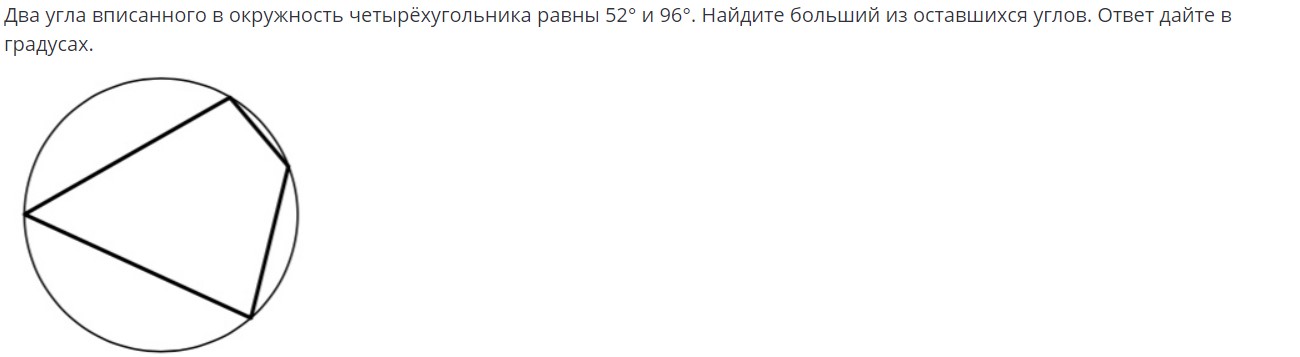 Два угла вписанного в окружность четырёхугольника равны 52° и 96°. Найдите больший из оставшихся углов. Ответ дайте в
градусах.